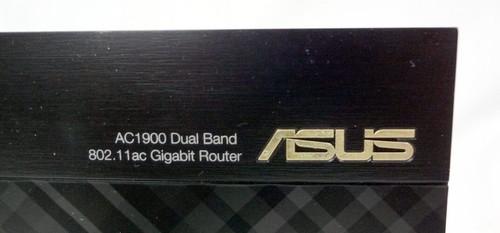 AC1900 Dual Band
802.11ac Gigabit Router
ASUS